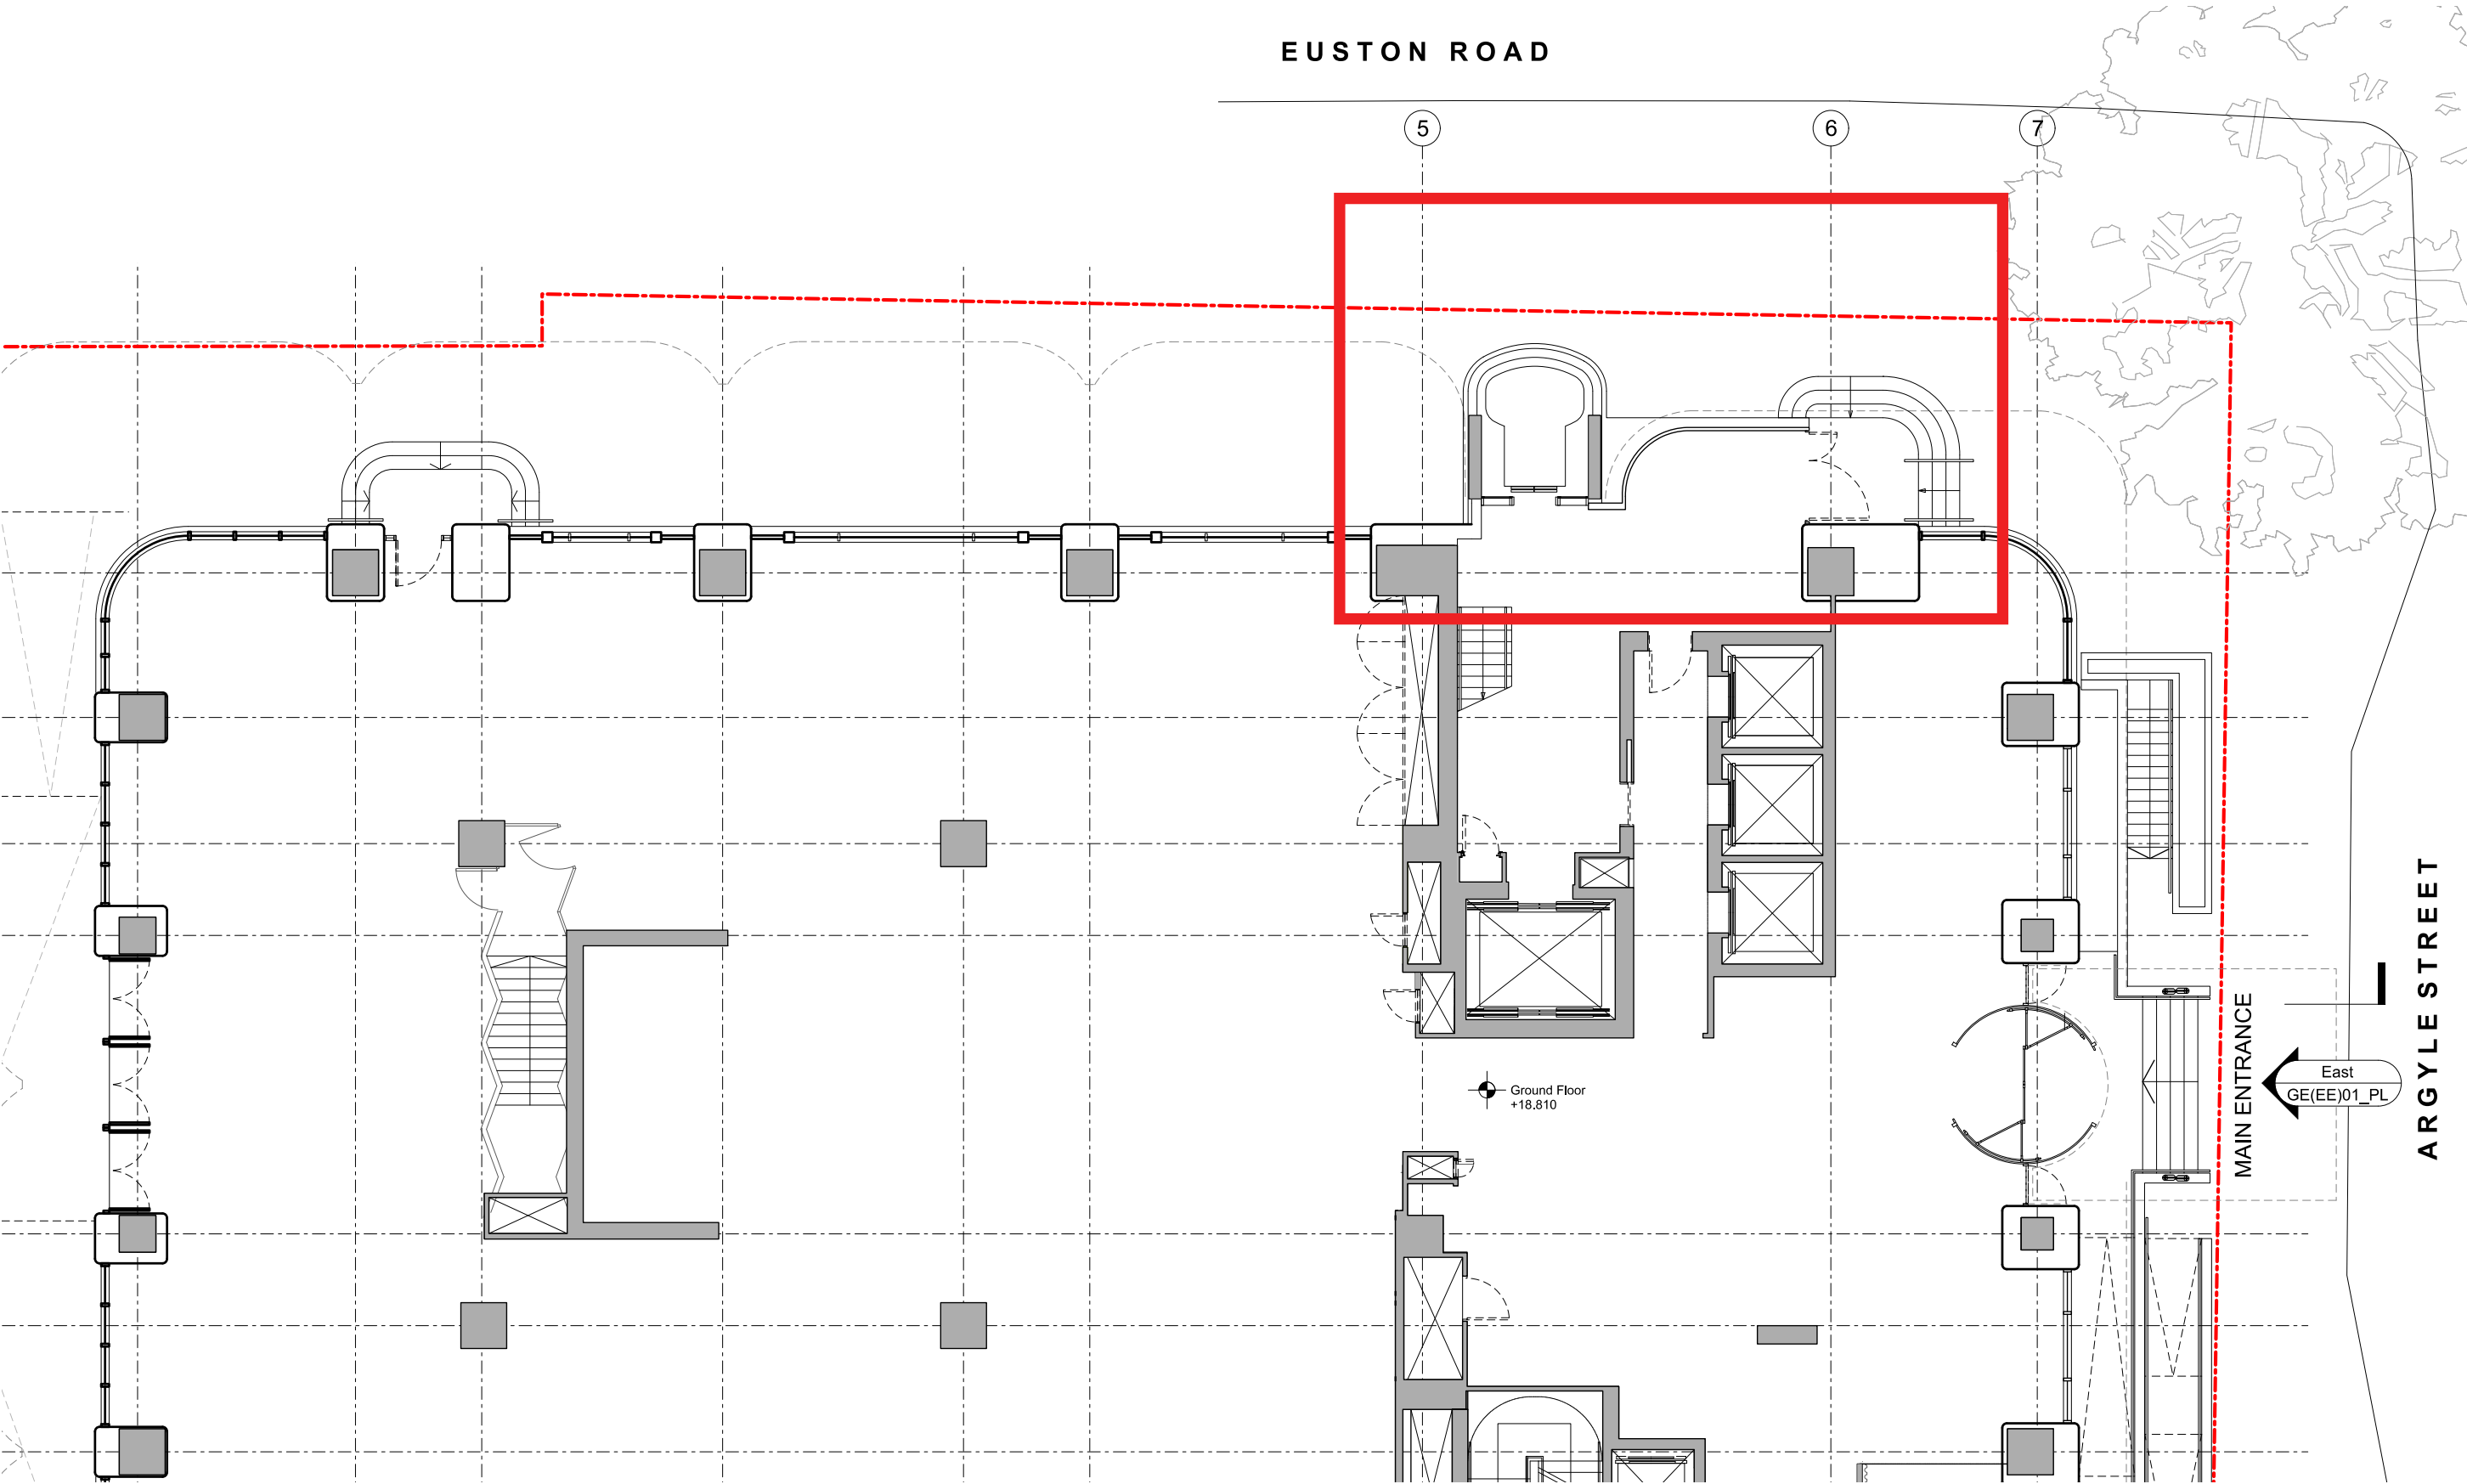 EUSTON ROAD
5
6
7
Ground Floor
+18.810
MAIN ENTRANCE
East
GE(EE)01_PL
ARGYLE STREET